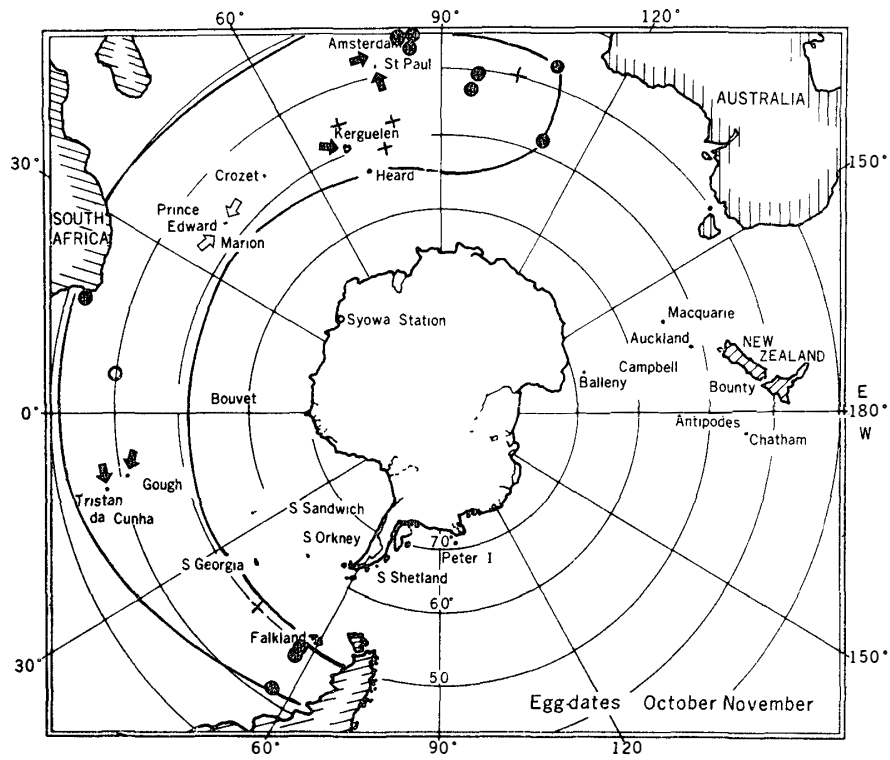 60°
90°
120°
Amsterdam
St Paul
AUSTRALIA
Kerguelen
30°
150°
Crozet
Heard
Prince
Edward
Marion
SOUTH
AFRICA
Syowa Station
Macquarie
Auckland
NEW
ZEALAND
Campbell
Balleny
Bounty
Bouvet
E
0°
180°
W
Antipodes
Chatham
Gough
Tristan
da Cunha
S Sandwich
S Orkney
70°
Peter I
S Georgia
S Shetland
60°
Falkland
30°
150°
50
Egg-dates October November
60°
90°
120